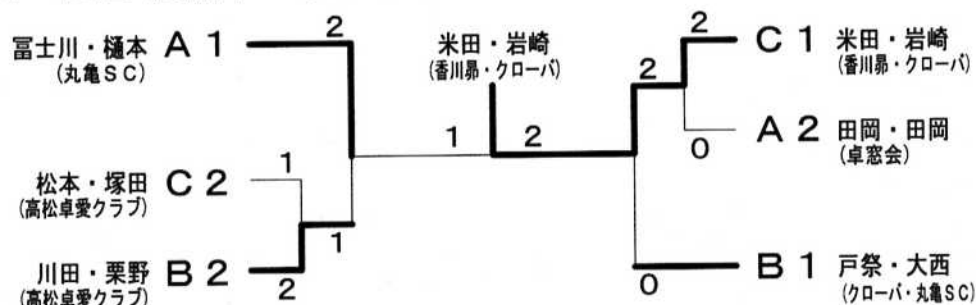 冨士川・樋本 A 1
(丸亀SC)
2
米田・岩崎
(香川昴・クローバ)
2
C 1 米田・岩崎
(香川昴・クローバ)
2
0
A 2 田岡・田岡
(卓窓会)
1
2
松本・塚田 C 2
(高松卓愛クラブ)
1
1
川田・栗野 B 2
(高松卓愛クラブ)
2
0
B 1 戸祭・大西
(クローバ・丸亀SC)